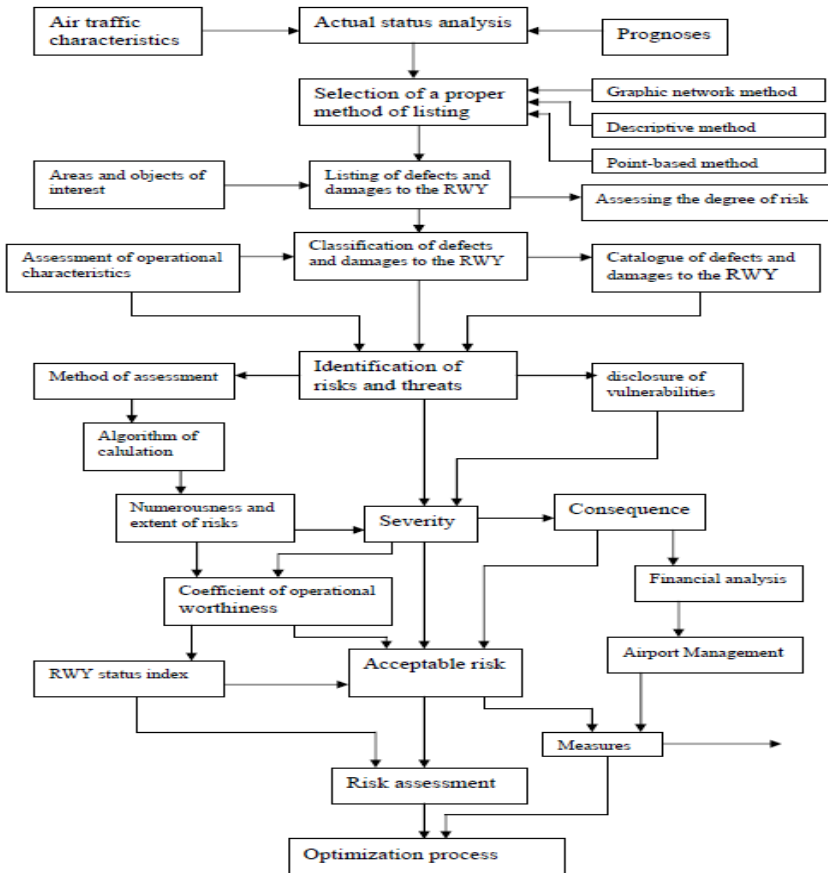 Air traffic
characteristics
Actual status analysis
Prognoses
Selection of a proper
method of listing
Graphic network method
Descriptive method
Point-based method
Areas and objects of
interest
Listing of defects and
damages to the RWY
Assessing the degree of risk
Assessment of operational
characteristics
Classification of defects
and damages to the RWY
Catalogue of defects and
damages to the RWY
Method of assessment
Identification of
risks and threats
disclosure of
vulnerabilities
Algorithm of
calulation
Numerousness and
extent of risks
Severity
Consequence
Coefficient of operational
worthiness
Financial analysis
RWY status index
Acceptable risk
Airport Management
Measures
Risk assessment
Optimization process